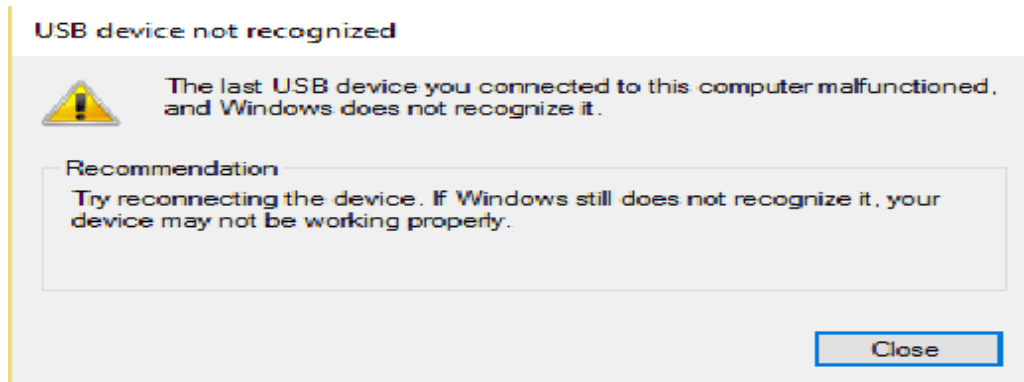 USB device not recognized
The last USB device you connected to this computer malfunctioned,
and Windows does not recognize it.
Recommendation
Try reconnecting the device. If Windows still does not recognize it, your
device may not be working properly.
Close